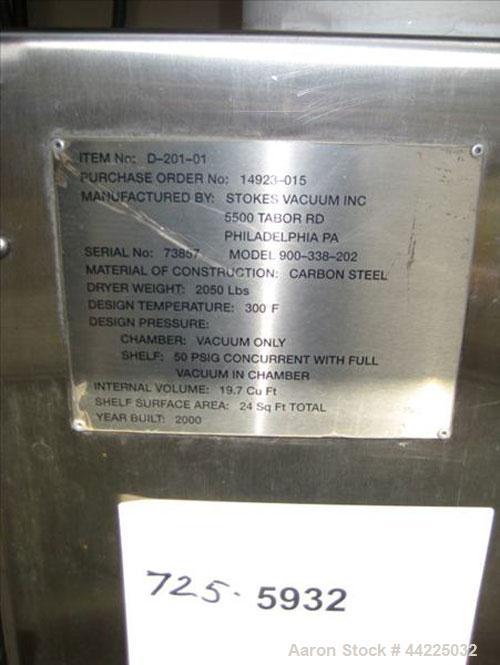 ITEM No: D-201-01
PURCHASE ORDER No: 14923-015
MANUFACTURED BY: STOKES VACUUM INC
5500 TABOR RD
PHILADELPHIA PA
SERIAL No: 73857 MODEL 900-338-202
MATERIAL OF CONSTRUCTION: CARBON STEEL
DRYER WEIGHT: 2050 Lbs
DESIGN TEMPERATURE: 300 F
DESIGN PRESSURE:
CHAMBER: VACUUM ONLY
SHELF: 50 PSIG CONCURRENT WITH FULL
VACUUM IN CHAMBER
INTERNAL VOLUME: 19.7 Cu Ft
SHELF SURFACE AREA: 24 Sq Ft TOTAL
YEAR BUILT: 2000
725. 5932
Aaron Stock # 44225032